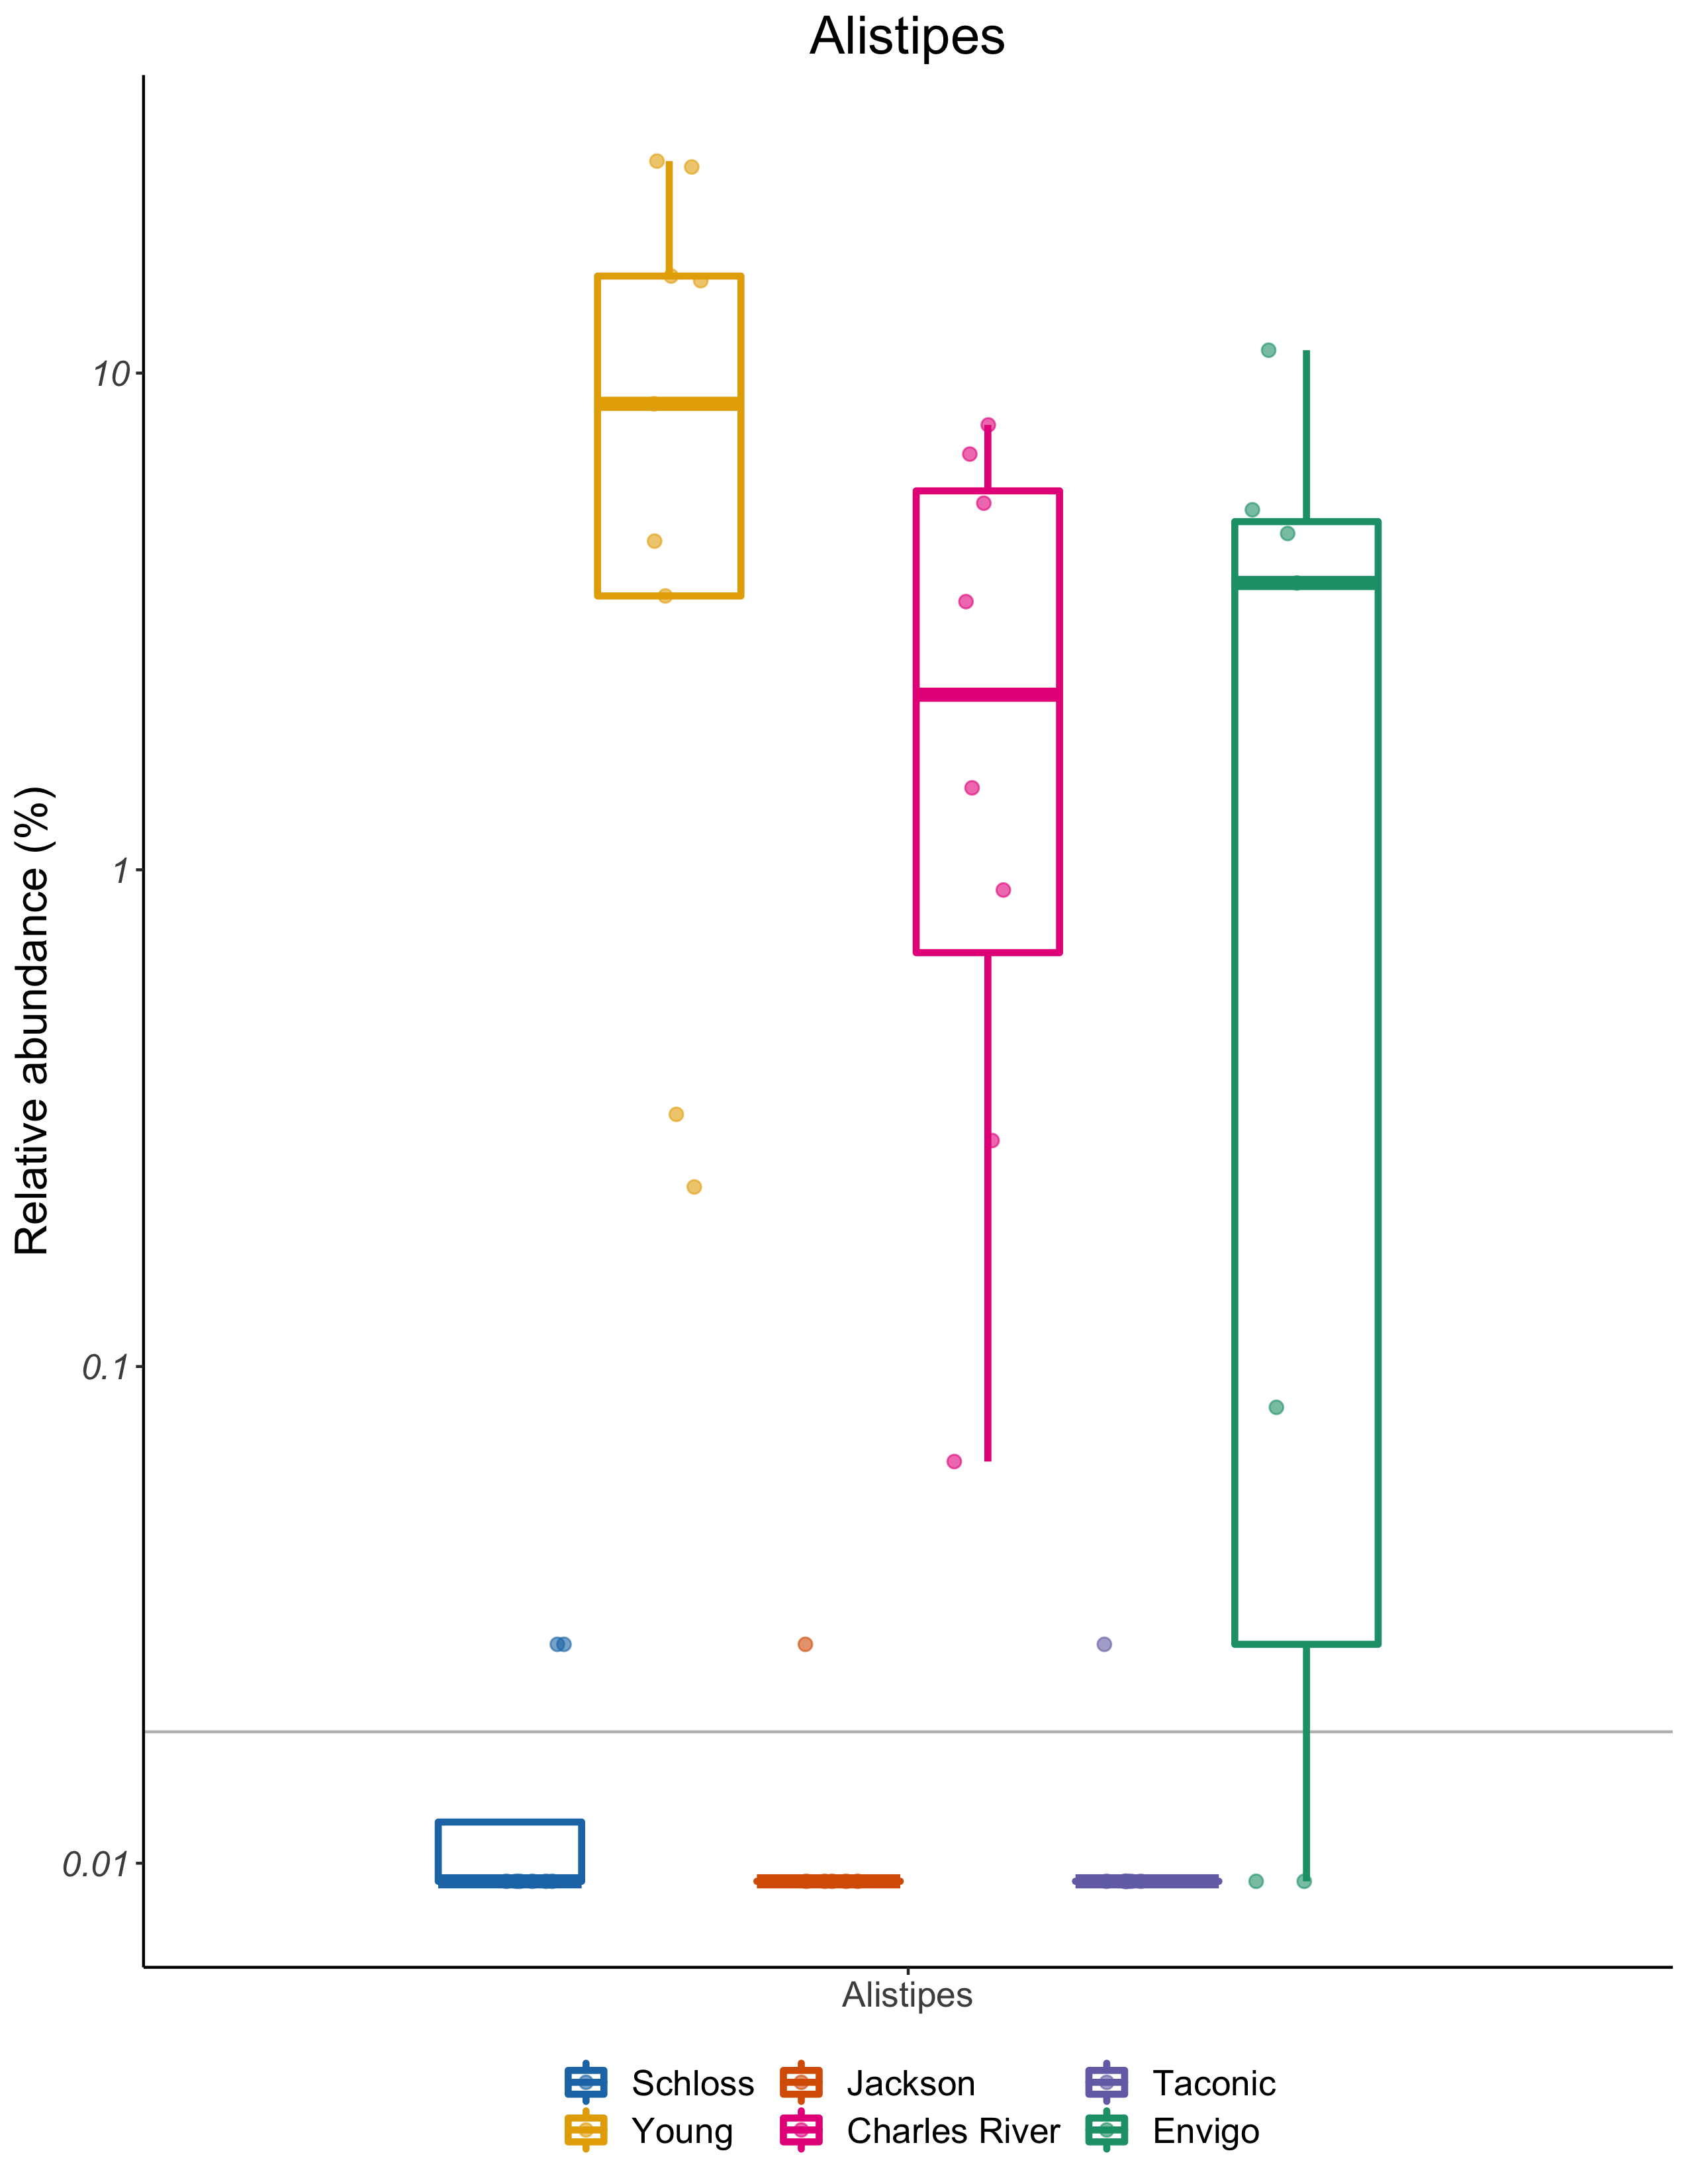 Alistipes
Relative abundance (%)
10
1
0.1
0.01
Alistipes
Schloss Jackson Taconic
Young Charles River Envigo